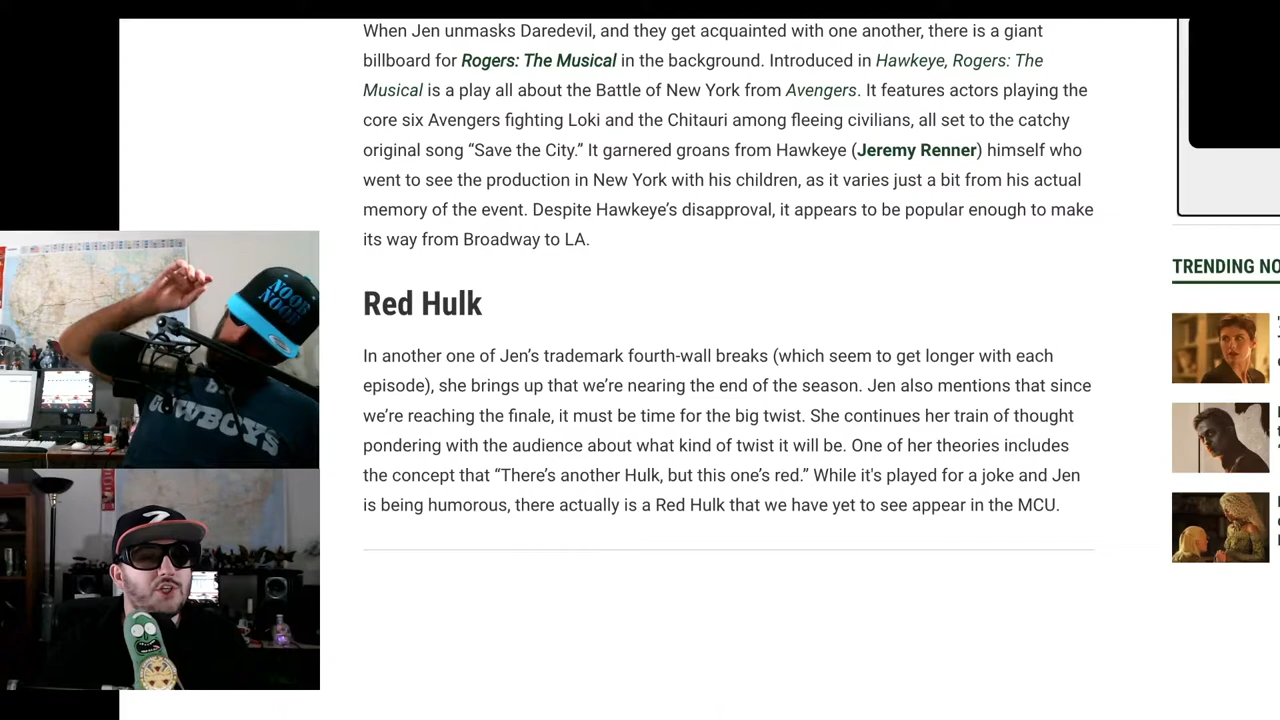 When Jen unmasks Daredevil, and they get acquainted with one another, there is a giant
billboard for Rogers: The Musical in the background. Introduced in Hawkeye, Rogers: The
Musical is a play all about the Battle of New York from Avengers. It features actors playing the
core six Avengers fighting Loki and the Chitauri among fleeing civilians, all set to the catchy
original song “Save the City.” It garnered groans from Hawkeye (Jeremy Renner) himself who
went to see the production in New York with his children, as it varies just a bit from his actual
memory of the event. Despite Hawkeye’s disapproval, it appears to be popular enough to make
its way from Broadway to LA.
Red Hulk
In another one of Jen’s trademark fourth-wall breaks (which seem to get longer with each
episode), she brings up that we’re nearing the end of the season. Jen also mentions that since
we’re reaching the finale, it must be time for the big twist. She continues her train of thought
pondering with the audience about what kind of twist it will be. One of her theories includes
the concept that “There’s another Hulk, but this one’s red.” While it's played for a joke and Jen
is being humorous, there actually is a Red Hulk that we have yet to see appear in the MCU.
TRENDING NO
NOOB
NOOB
COWBOYS